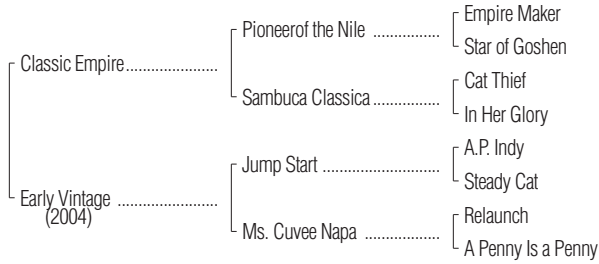 Empire Maker
Pioneerof the Nile ................
Star of Goshen
Classic Empire......................
Cat Thief
Sambuca Classica................
In Her Glory
A.P. Indy
Jump Start ............................
Steady Cat
Early Vintage ........................
(2004)
Relaunch
Ms. Cuvee Napa ..................
A Penny Is a Penny